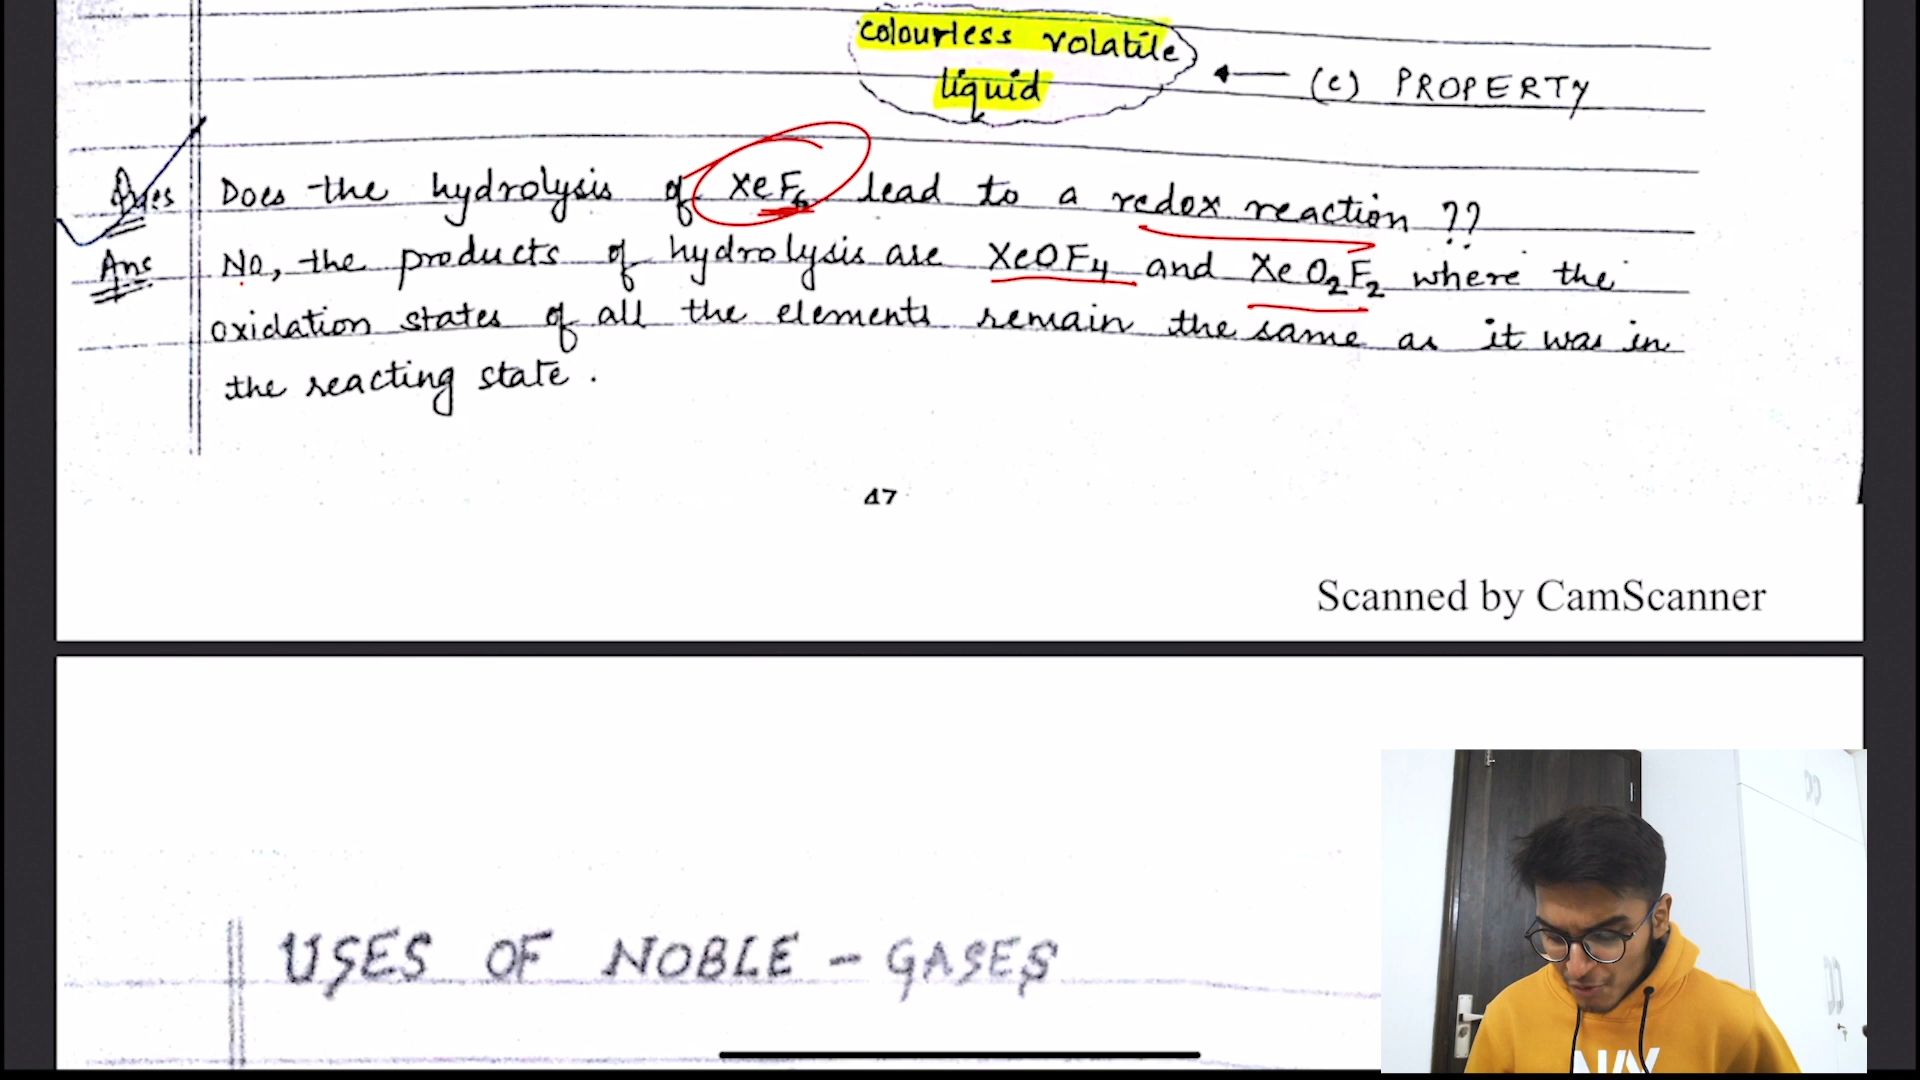 colourless volatile
liquid
(c) PROPERTY
Ques Does the hydrolysis of XeF6 lead to a redox reaction ??
Ans No, the products of hydrolysis are XeOF4 and XeO2F2 where the
oxidation states of all the elements remain the same as it was in
the reacting state.
47
Scanned by CamScanner
USES OF NOBLE - GASES